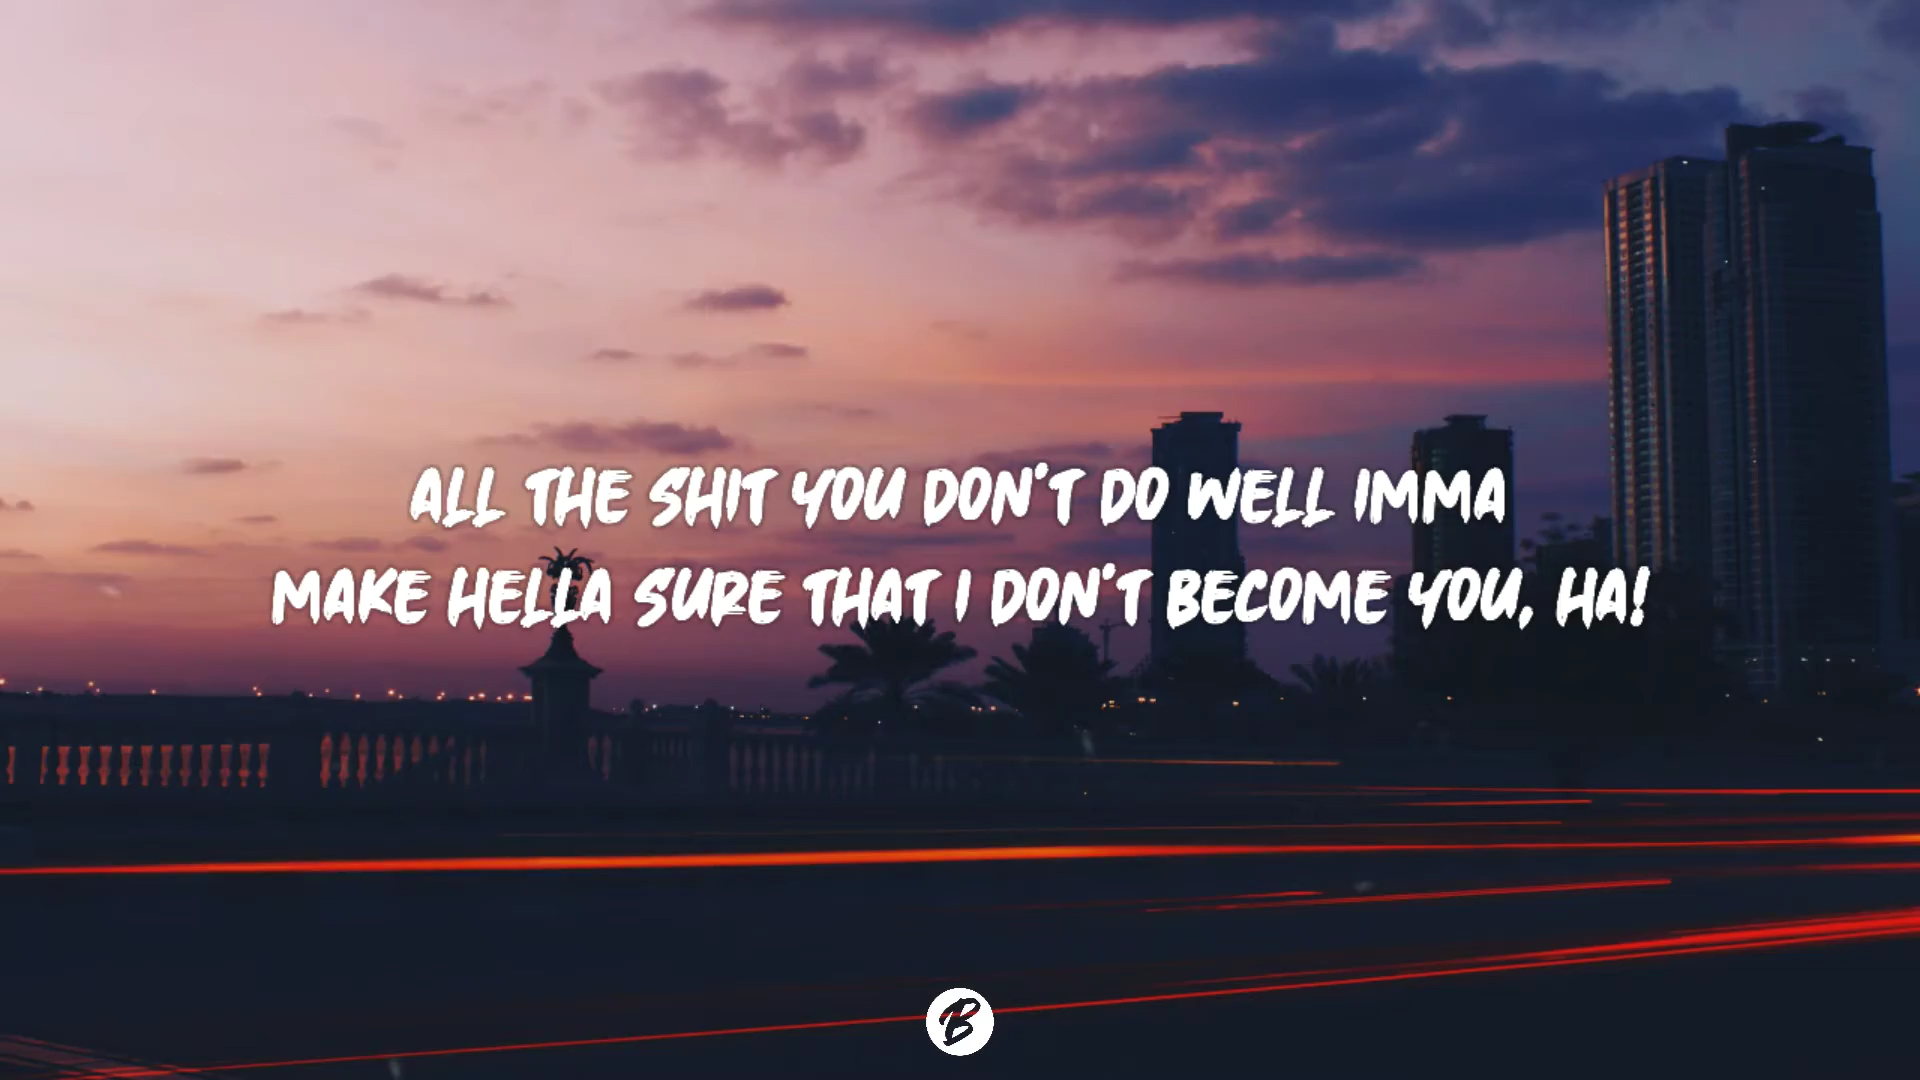 ALL THE SHIT YOU DON'T DO WELL IMMA
MAKE HELLA SURE THAT I DON'T BECOME YOU, HA!
B